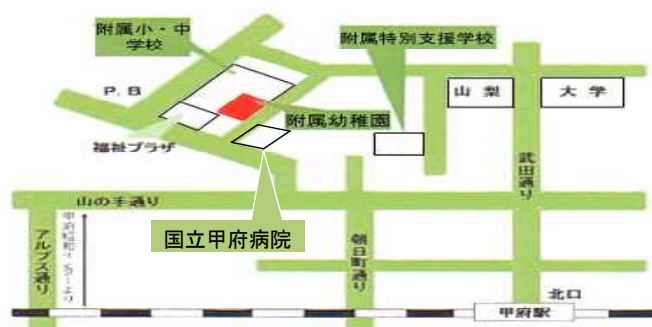 附属小・中
学校
附属特別支援学校
P.B
山梨
大学
附属幼稚園
福祉プラザ
武田通り
山の手通り
国立甲府病院
アルプス通り
朝日町通り
北口
甲府駅